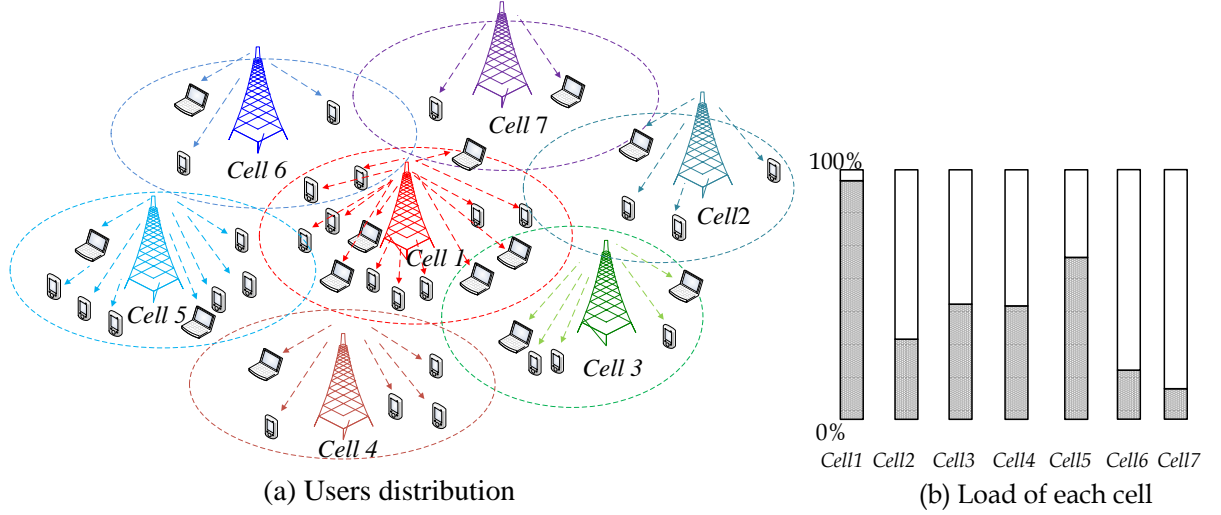 Cell 7
Cell 6
Cell2
Cell 1
Cell 5
Cell 3
Cell 4
(a) Users distribution
100%
0%
Cell1 Cell2 Cell3 Cell4 Cell5 Cell6 Cell7
(b) Load of each cell